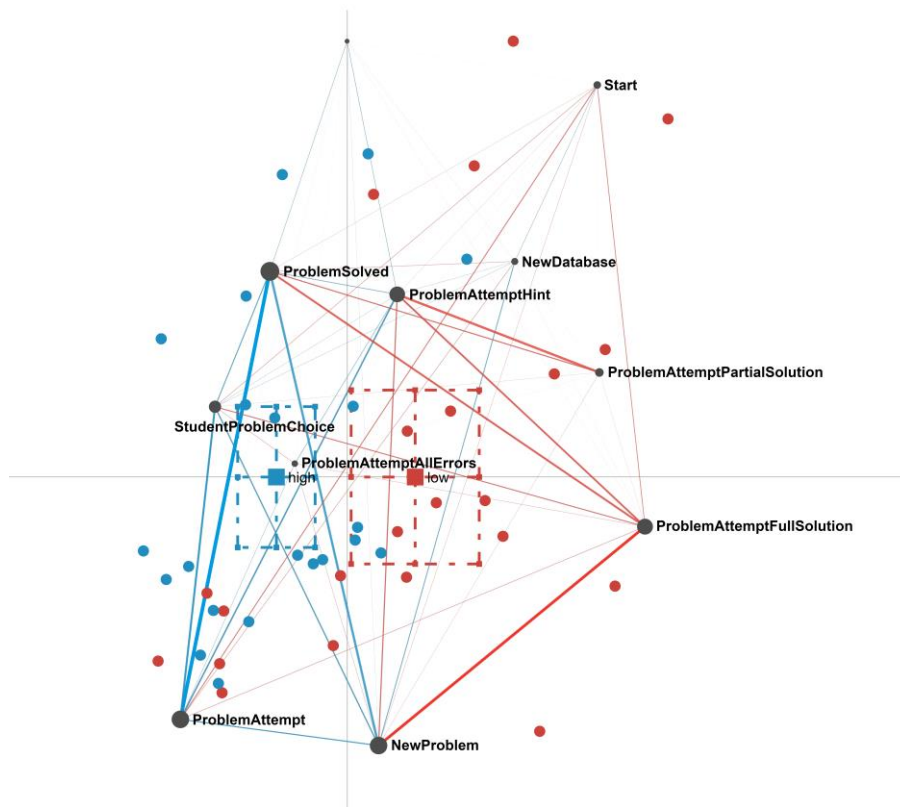 Start
NewDatabase
ProblemSolved
ProblemAttemptHint
ProblemAttemptPartialSolution
StudentProblemChoice
ProblemAttemptAllErrors
high
low
ProblemAttemptFullSolution
ProblemAttempt
NewProblem